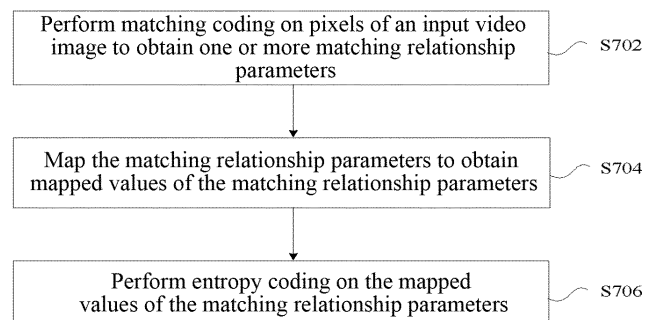 Perform matching coding on pixels of an input video
image to obtain one or more matching relationship
parameters
S702
Map the matching relationship parameters to obtain
mapped values of the matching relationship parameters
S704
Perform entropy coding on the mapped
values of the matching relationship parameters
S706